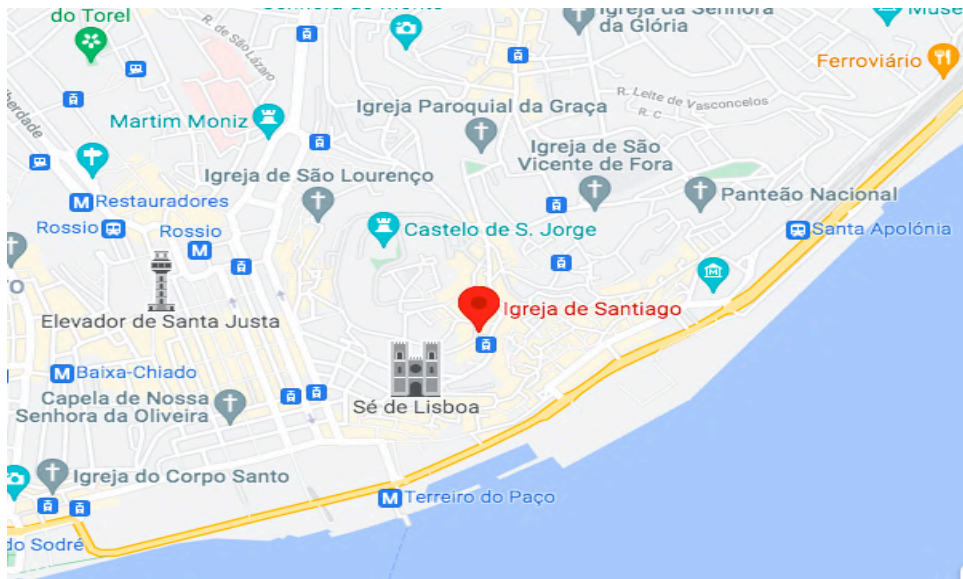 do Torel
Igreja da Senhora
da Glória
R. de São Lázaro
Ferroviário
R. Leite de Vasconcelos
R. C
Igreja Paroquial da Graça
Martim Moniz
Igreja de São
Vicente de Fora
Igreja de São Lourenço
Panteão Nacional
Restauradores
Rossio
Rossio
Castelo de S. Jorge
Santa Apolónia
Igreja de Santiago
Elevador de Santa Justa
Baixa-Chiado
Sé de Lisboa
Capela de Nossa
Senhora da Oliveira
Igreja do Corpo Santo
Terreiro do Paço
do Sodré